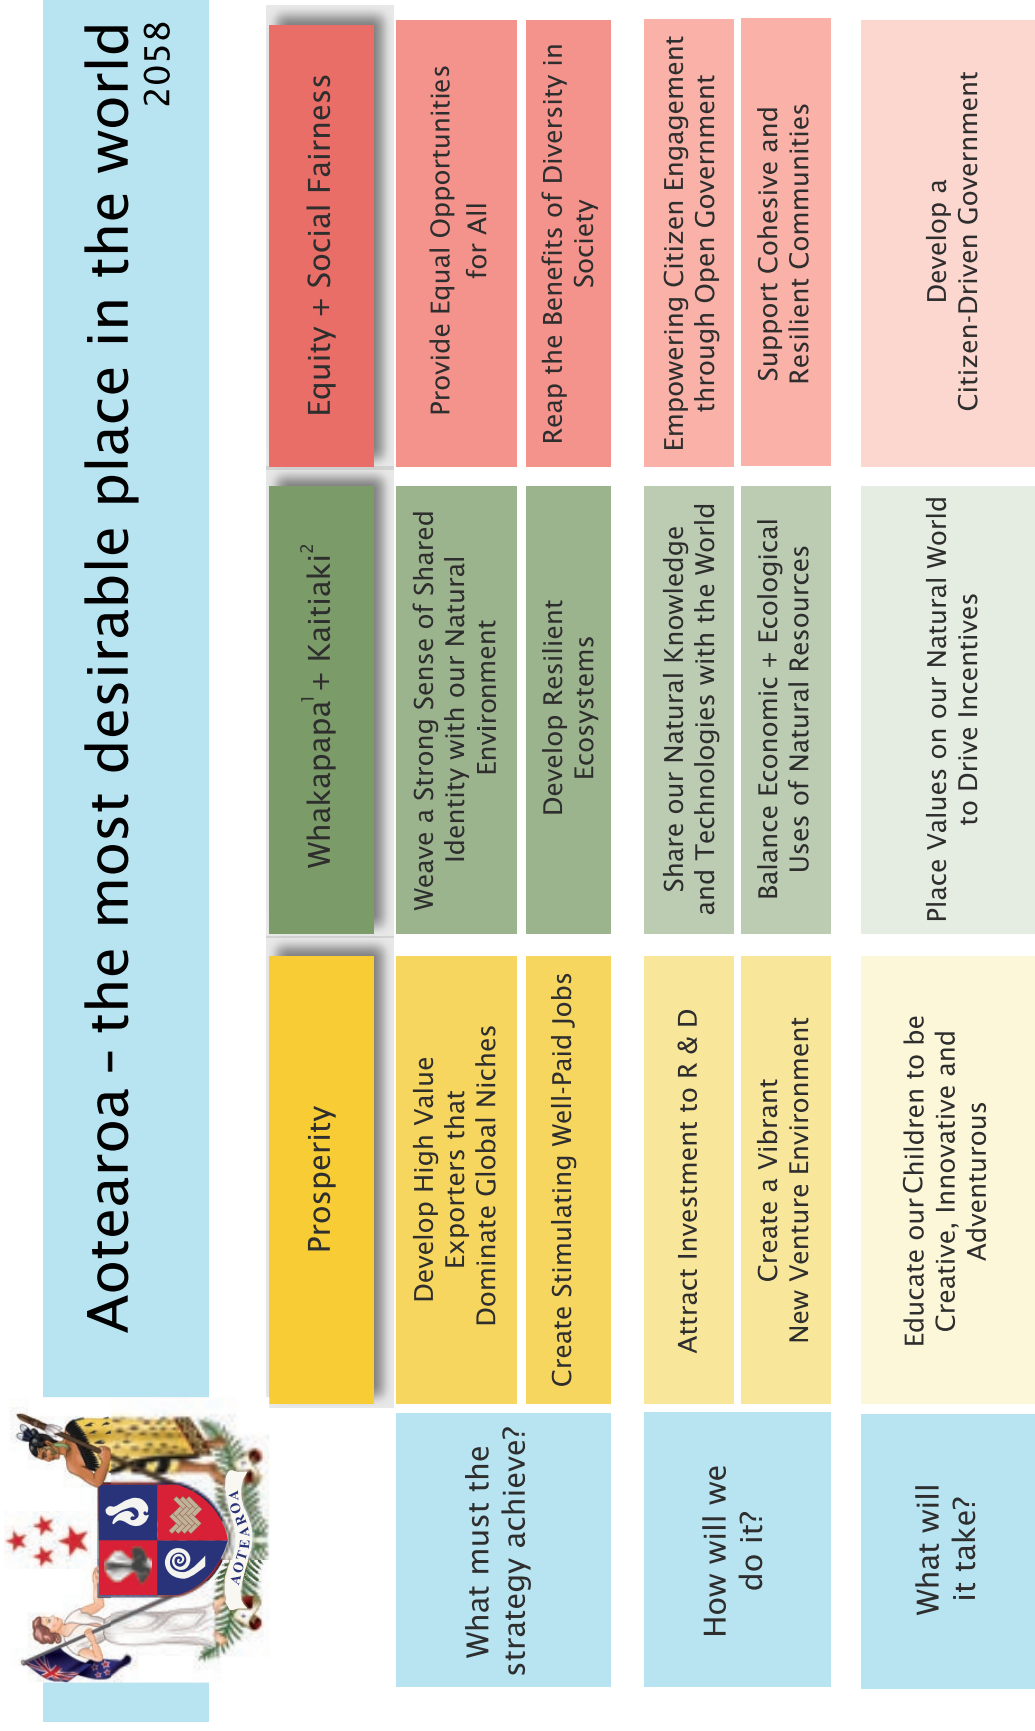 Aotearoa – the most desirable place in the world
2058
AOTEAROA
Prosperity
Whakapapa¹ + Kaitiaki²
Equity + Social Fairness
What must the
strategy achieve?
Develop High Value
Exporters that
Dominate Global Niches
Weave a Strong Sense of Shared
Identity with our Natural
Environment
Provide Equal Opportunities
for All
Create Stimulating Well-Paid Jobs
Develop Resilient
Ecosystems
Reap the Benefits of Diversity in
Society
How will we
do it?
Attract Investment to R & D
Share our Natural Knowledge
and Technologies with the World
Empowering Citizen Engagement
through Open Government
Create a Vibrant
New Venture Environment
Balance Economic + Ecological
Uses of Natural Resources
Support Cohesive and
Resilient Communities
What will
it take?
Educate our Children to be
Creative, Innovative and
Adventurous
Place Values on our Natural World
to Drive Incentives
Develop a
Citizen-Driven Government